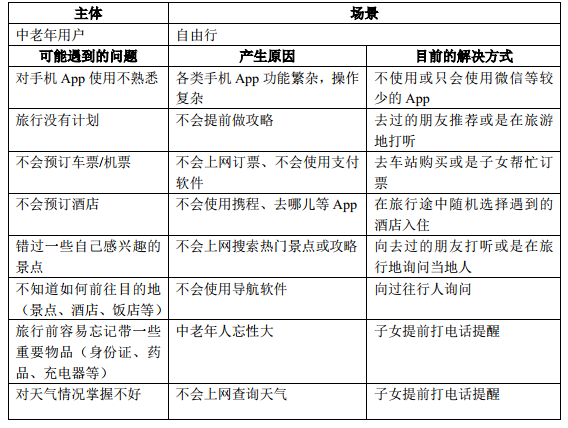 主体 场景
中老年用户 自由行
可能遇到的问题 产生原因 目前的解决方式
对手机 App 使用不熟悉 各类手机 App 功能繁杂，操作 不使用或只会使用微信等较
复杂 少的 App
旅行没有计划 不会提前做攻略 去过的朋友推荐或是在旅游
地打听
不会预订车票/机票 不会上网订票、不会使用支付 去车站购买或是子女帮忙订
软件 票
不会预订酒店 不会使用携程、去哪儿等 App 在旅行途中随机选择遇到的
酒店入住
错过一些自己感兴趣的 不会上网搜索热门景点或攻略 向去过的朋友打听或是在旅
景点 行地询问当地人
不知道如何前往目的地 不会使用导航软件 向过往行人询问
（景点、酒店、饭店等）
旅行前容易忘记带一些 中老年人忘性大 子女提前打电话提醒
重要物品（身份证、药
品、充电器等）
对天气情况掌握不好 不会上网查询天气 子女提前打电话提醒